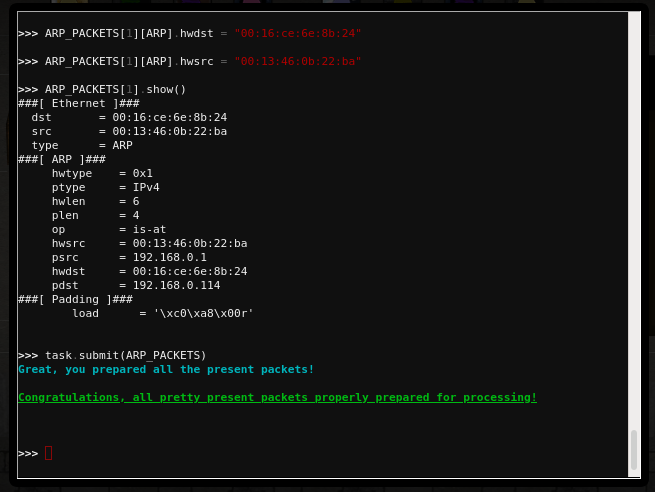 >>> ARP_PACKETS[1][ARP].hwdst = "00:16:ce:6e:8b:24"
>>> ARP_PACKETS[1][ARP].hwsrc = "00:13:46:0b:22:ba"
>>> ARP_PACKETS[1].show()
###[ Ethernet ]###
  dst       = 00:16:ce:6e:8b:24
  src       = 00:13:46:0b:22:ba
  type      = ARP
###[ ARP ]###
     hwtype    = 0x1
     ptype     = IPv4
     hwlen     = 6
     plen      = 4
     op        = is-at
     hwsrc     = 00:13:46:0b:22:ba
     psrc      = 192.168.0.1
     hwdst     = 00:16:ce:6e:8b:24
     pdst      = 192.168.0.114
###[ Padding ]###
        load      = '\xc0\xa8\x00r'
>>> task.submit(ARP_PACKETS)
Great, you prepared all the present packets!
Congratulations, all pretty present packets properly prepared for processing!
>>>